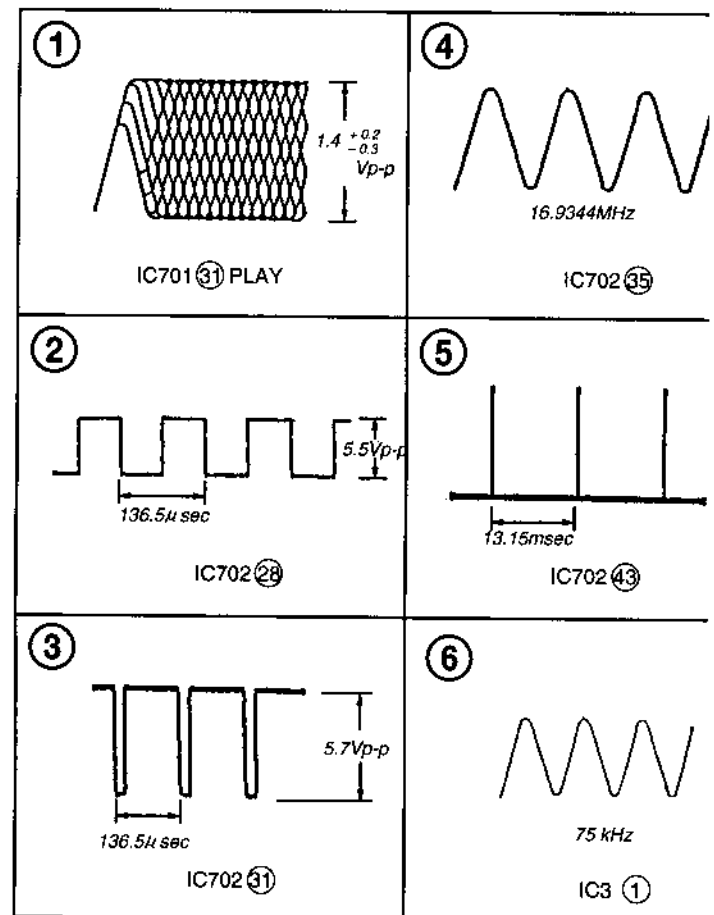 ①
1.4 +0.2 −0.3
Vp-p
IC701 ㉛ PLAY
②
5.5Vp-p
136.5μ sec
IC702 ㉘
③
5.7Vp-p
136.5μ sec
IC702 ㉛
④
16.9344MHz
IC702 ㉟
⑤
13.15msec
IC702 ㊸
⑥
75 kHz
IC3 ①